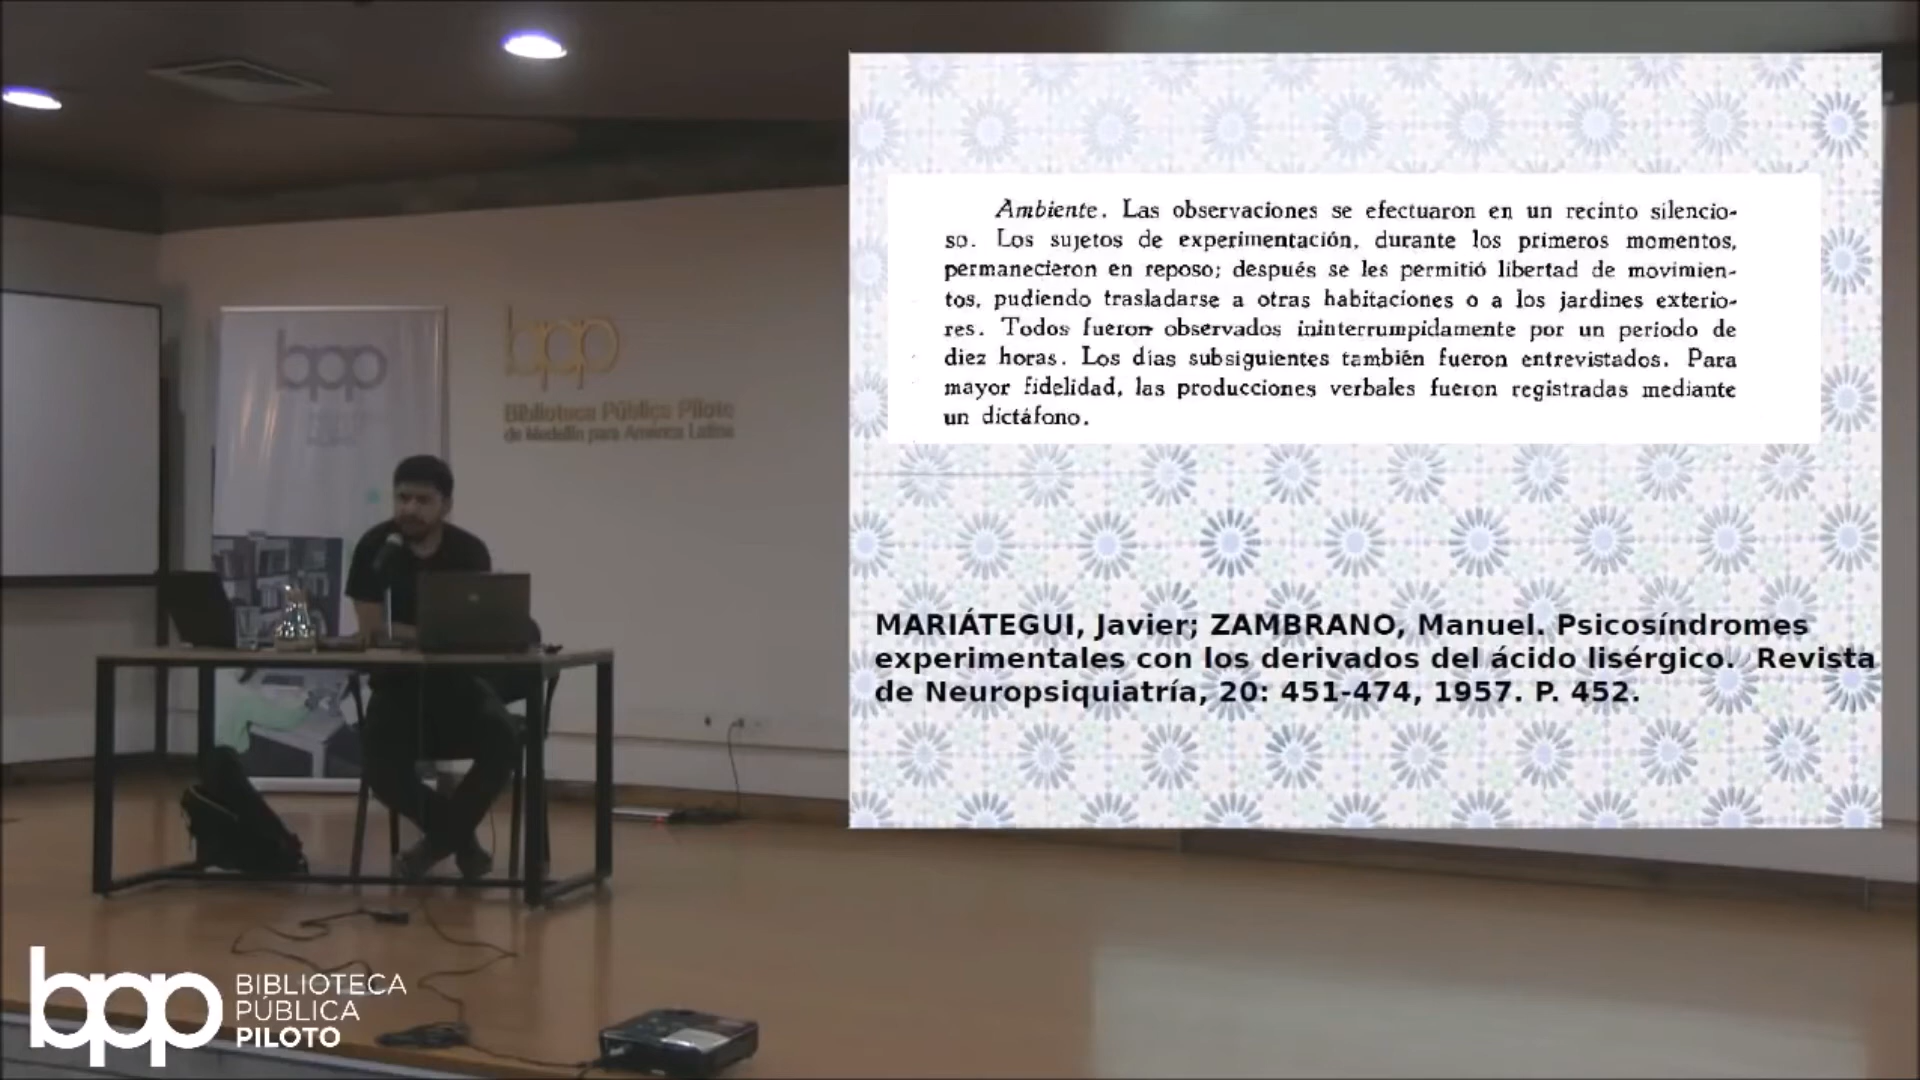 bpp
bpp
Biblioteca Pública Piloto
de Medellín para América Latina
Ambiente. Las observaciones se efectuaron en un recinto silencio-
so. Los sujetos de experimentación, durante los primeros momentos,
permanecieron en reposo; después se les permitió libertad de movimien-
tos, pudiendo trasladarse a otras habitaciones o a los jardines exterio-
res. Todos fueron observados ininterrumpidamente por un periodo de
diez horas. Los días subsiguientes también fueron entrevistados. Para
mayor fidelidad, las producciones verbales fueron registradas mediante
un dictáfono.
MARIÁTEGUI, Javier; ZAMBRANO, Manuel. Psicosíndromes
experimentales con los derivados del ácido lisérgico. Revista
de Neuropsiquiatría, 20: 451-474, 1957. P. 452.
bpp
BIBLIOTECA
PÚBLICA
PILOTO